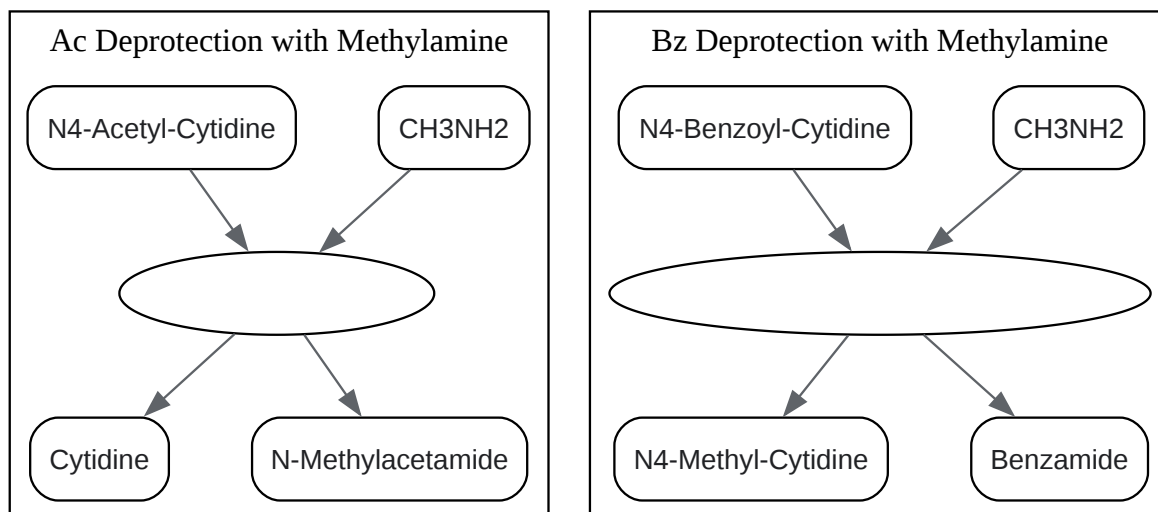 Ac Deprotection with Methylamine
N4-Acetyl-Cytidine
CH3NH2
Cytidine
N-Methylacetamide
Bz Deprotection with Methylamine
N4-Benzoyl-Cytidine
CH3NH2
N4-Methyl-Cytidine
Benzamide